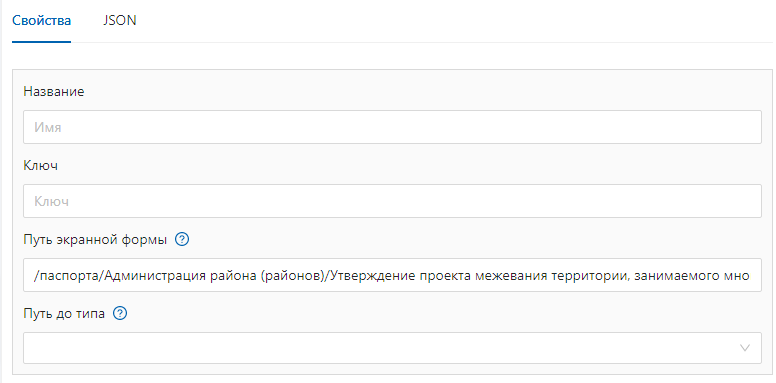 Свойства JSON
Название
Имя
Ключ
Ключ
Путь экранной формы
/паспорта/Администрация района (районов)/Утверждение проекта межевания территории, занимаемого мно
Путь до типа